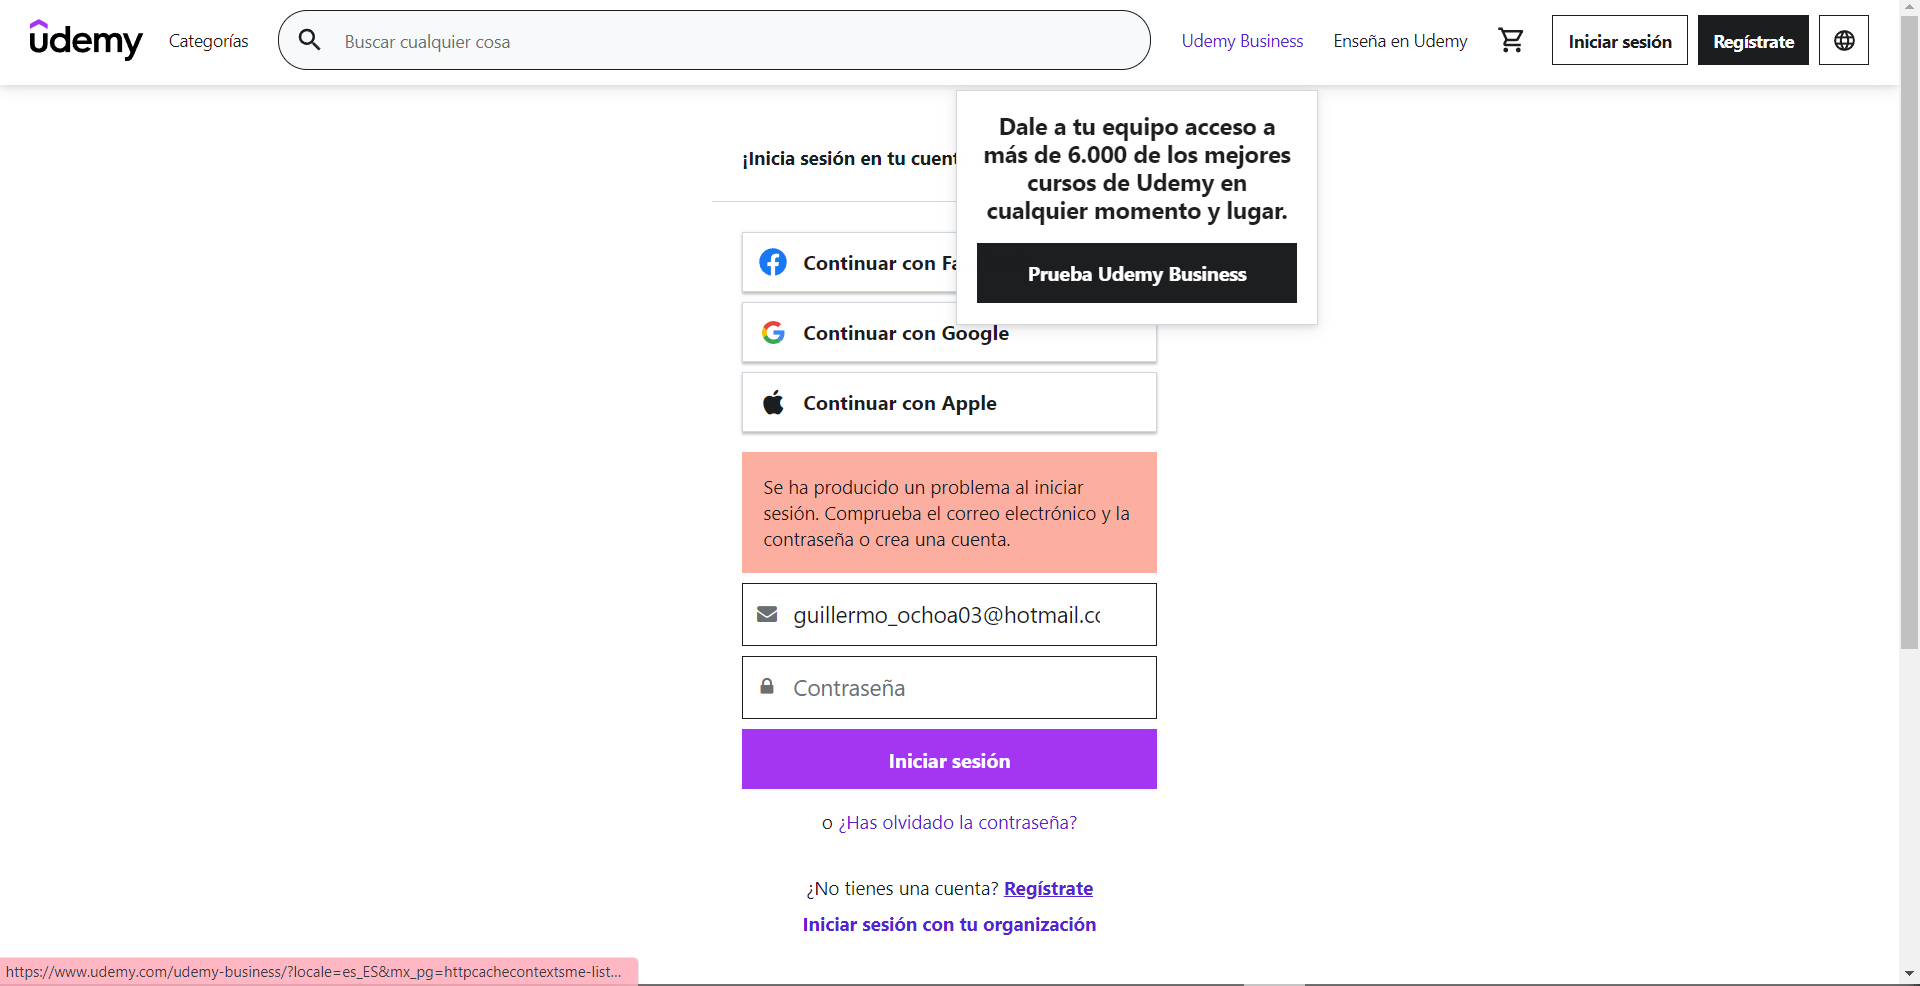 udemy
Categorías
Buscar cualquier cosa
Udemy Business
Enseña en Udemy
Iniciar sesión
Regístrate
Dale a tu equipo acceso a
más de 6.000 de los mejores
cursos de Udemy en
cualquier momento y lugar.
Prueba Udemy Business
¡Inicia sesión en tu cuent
Continuar con Fa
Continuar con Google
Continuar con Apple
Se ha producido un problema al iniciar
sesión. Comprueba el correo electrónico y la
contraseña o crea una cuenta.
guillermo_ochoa03@hotmail.co
Contraseña
Iniciar sesión
o ¿Has olvidado la contraseña?
¿No tienes una cuenta? Regístrate
Iniciar sesión con tu organización
https://www.udemy.com/udemy-business/?locale=es_ES&mx_pg=httpcachecontextsme-list...